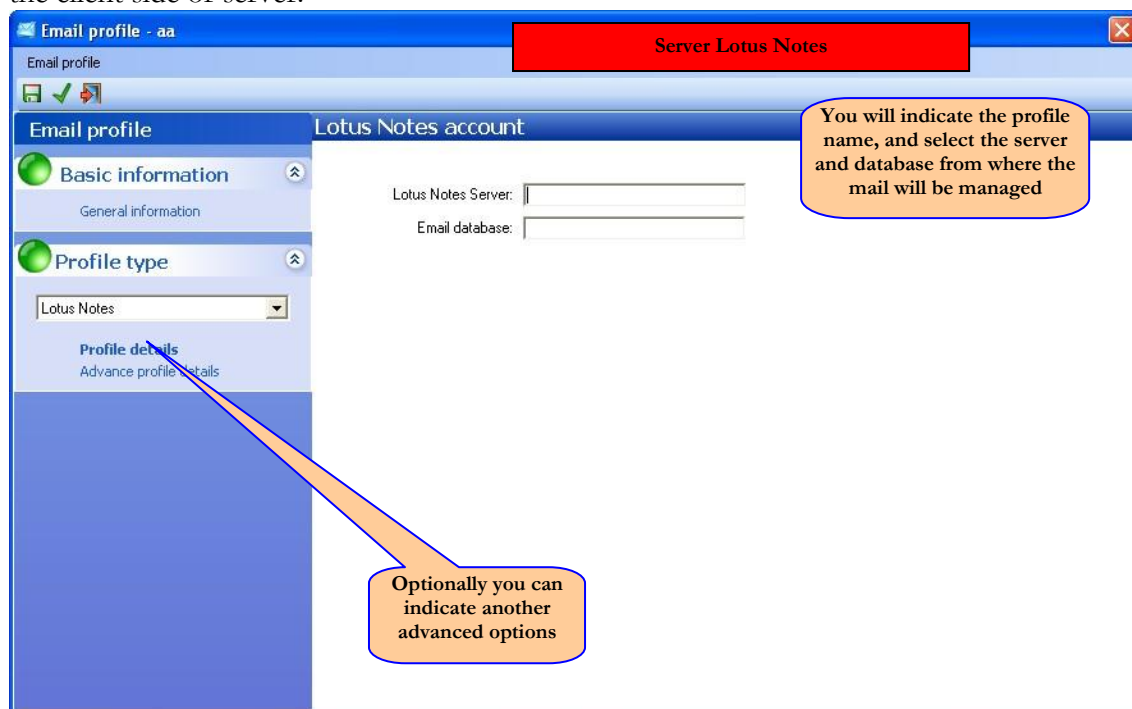 the client side or server.
Email profile - aa
Server Lotus Notes
Email profile
Email profile
Lotus Notes account
You will indicate the profile
name, and select the server
and database from where the
mail will be managed
Basic information
General information
Lotus Notes Server:
Email database:
Profile type
Lotus Notes
Profile details
Advance profile details
Optionally you can
indicate another
advanced options